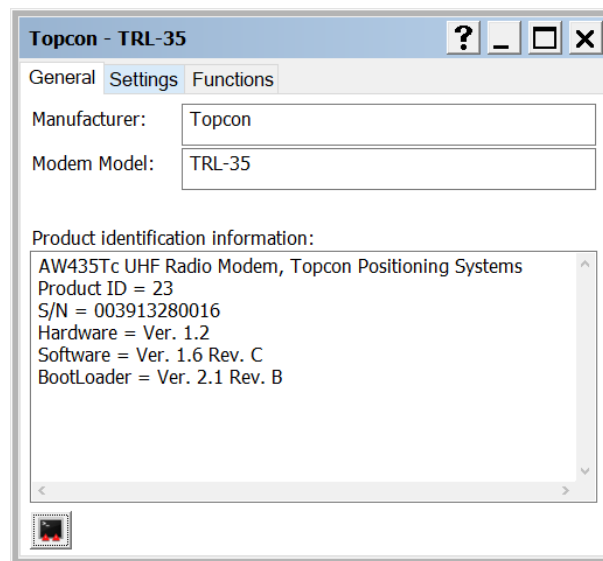 Topcon - TRL-35
General Settings Functions
Manufacturer: Topcon
Modem Model: TRL-35
Product identification information:
AW435Tc UHF Radio Modem, Topcon Positioning Systems
Product ID = 23
S/N = 003913280016
Hardware = Ver. 1.2
Software = Ver. 1.6 Rev. C
BootLoader = Ver. 2.1 Rev. B